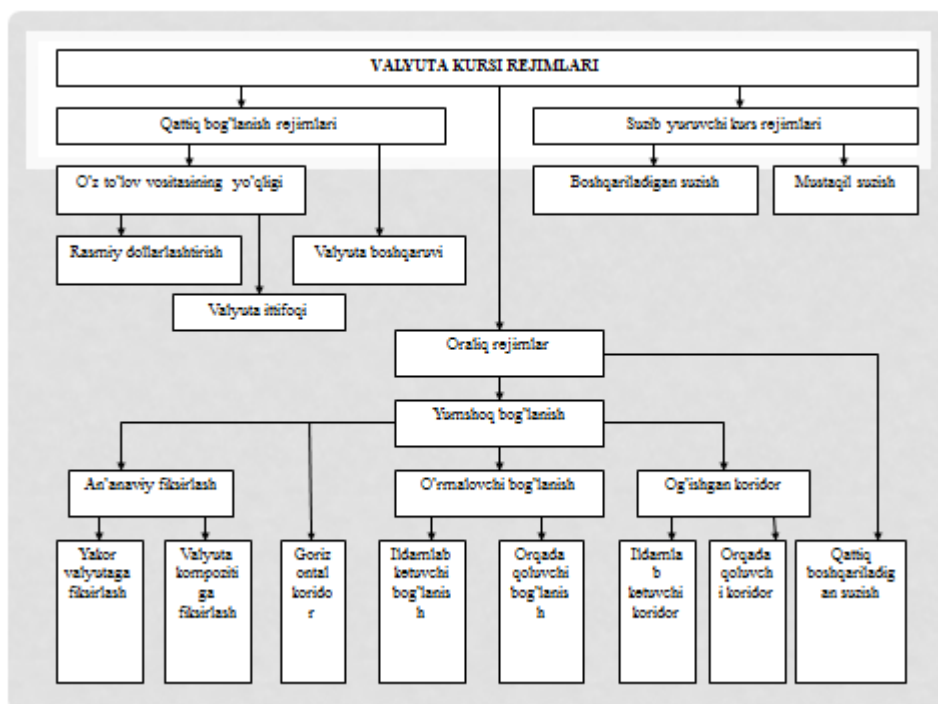 VALYUTA KURSI REJIMLARI
Qattiq bog'lanish rejimlari
Suzib yuruvchi kurs rejimlari
O'z to'lov vositasining yo'qligi
Boshqariladigan suzish
Mustaqil suzish
Rasmiy dollarlashtirish
Valyuta boshqaruvi
Valyuta ittifoqi
Oraliq rejimlar
Yumshoq bog'lanish
An'anaviy fiksirlash
O'rmalovchi bog'lanish
Og'ishgan koridor
Yakor
valyutaga
fiksirlash
Valyuta
kompoziti
ga
fiksirlash
Goriz
ontal
korido
r
Ildamlab
ketuvchi
bog'lanis
h
Orqada
qoluvchi
bog'lanis
h
Ildamla
b
ketuvchi
koridor
Orqada
qoluvch
i koridor
Qattiq
boshqariladig
an suzish